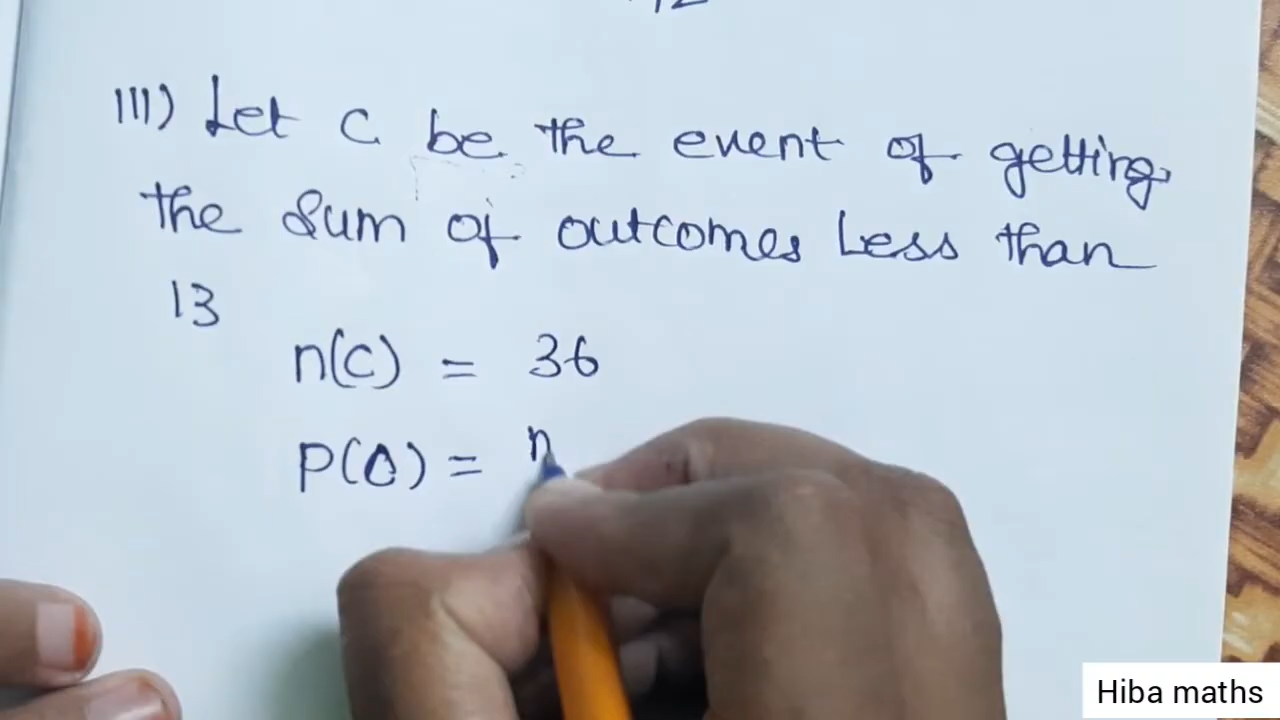 III) Let C be the event of getting
the Sum of outcomes Less than
13
n(C) = 36
P(C) = n
Hiba maths